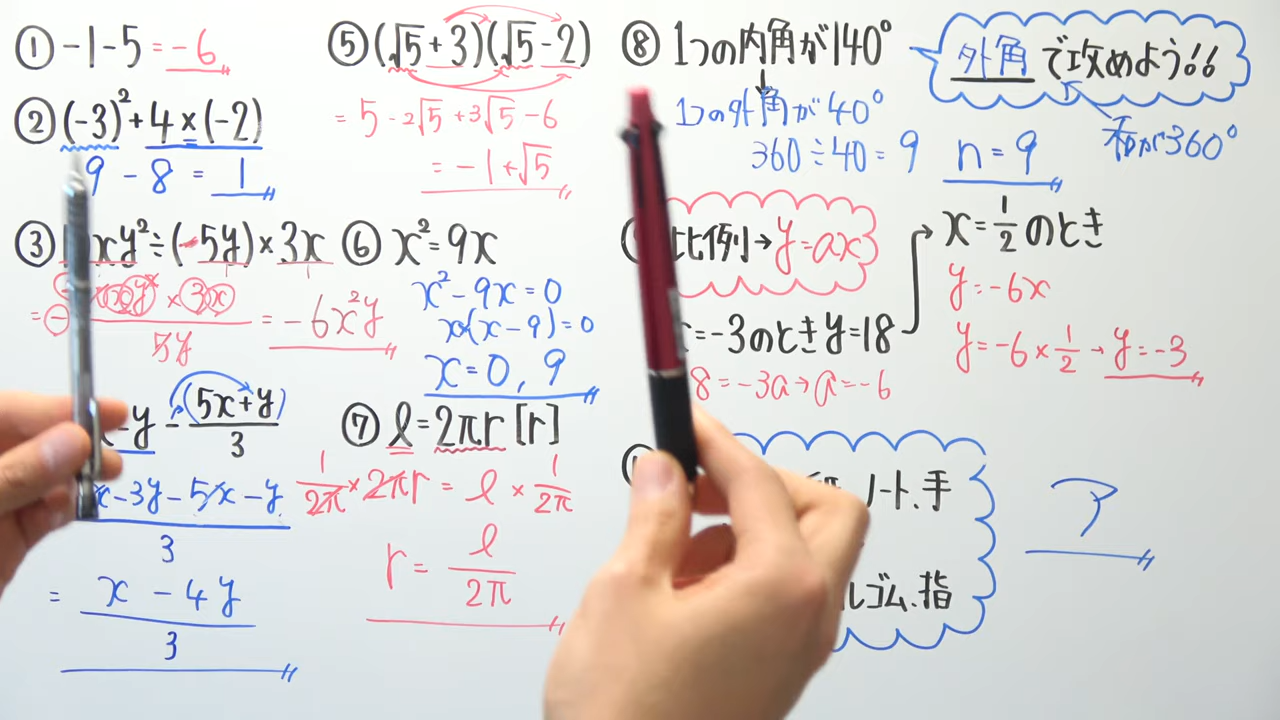 ① -1-5 = -6
② (-3)²+4×(-2)
9 - 8 = 1
③ xy²÷(-5y)×3x
= -
× 3x
5y
= -6x²y
-y - (5x+y)
3
x-3y-5x-y
3
= x - 4y
3
⑤ (√5+3)(√5-2)
= 5 - 2√5 + 3√5 - 6
= -1+√5
⑥ x²=9x
x²-9x=0
x(x-9)=0
x=0, 9
⑦ ℓ=2πr [r]
1/2π × 2πr = ℓ × 1/2π
r = ℓ/2π
⑧ 1つの内角が140°
↓
1つの外角が40°
360÷40=9 n=9
外角で攻めよう!!
和が360°
比例→y=ax
=-3のときy=18
8=-3a→a=-6
x=1/2のとき
y=-6x
y=-6×1/2→y=-3
ノート、手
ルゴム、指
ア